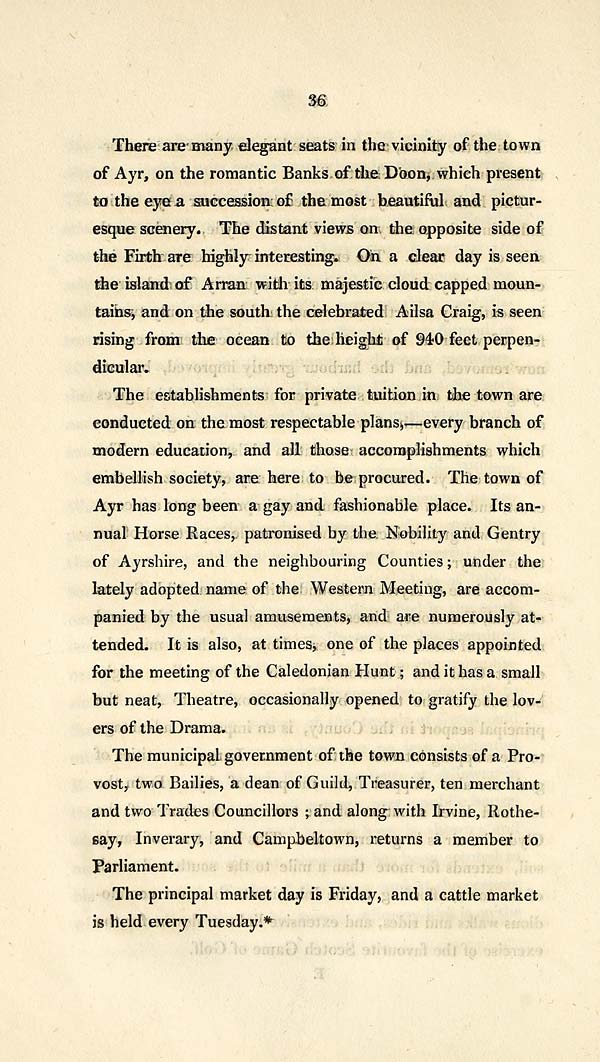 36
There are many elegant seats in the vicinity of the town
of Ayr, on the romantic Banks of the Doon, which present
to the eye a succession of the most beautiful and pictur-
esque scenery. The distant views on the opposite side of
the Firth are highly interesting. On a clear day is seen
the island of Arran with its majestic cloud capped moun-
tains, and on the south the celebrated Ailsa Craig, is seen
rising from the ocean to the height of 940 feet perpen-
dicular.
The establishments for private tuition in the town are
conducted on the most respectable plans,—every branch of
modern education, and all those accomplishments which
embellish society, are here to be procured. The town of
Ayr has long been a gay and fashionable place. Its an-
nual Horse Races, patronised by the Nobility and Gentry
of Ayrshire, and the neighbouring Counties; under the
lately adopted name of the Western Meeting, are accom-
panied by the usual amusements, and are numerously at-
tended. It is also, at times, one of the places appointed
for the meeting of the Caledonian Hunt; and it has a small
but neat, Theatre, occasionally opened to gratify the lov-
ers of the Drama.
The municipal government of the town consists of a Pro-
vost, two Bailies, a dean of Guild, Treasurer, ten merchant
and two Trades Councillors ; and along with Irvine, Rothe-
say, Inverary, and Campbeltown, returns a member to
Parliament.
The principal market day is Friday, and a cattle market
is held every Tuesday.*